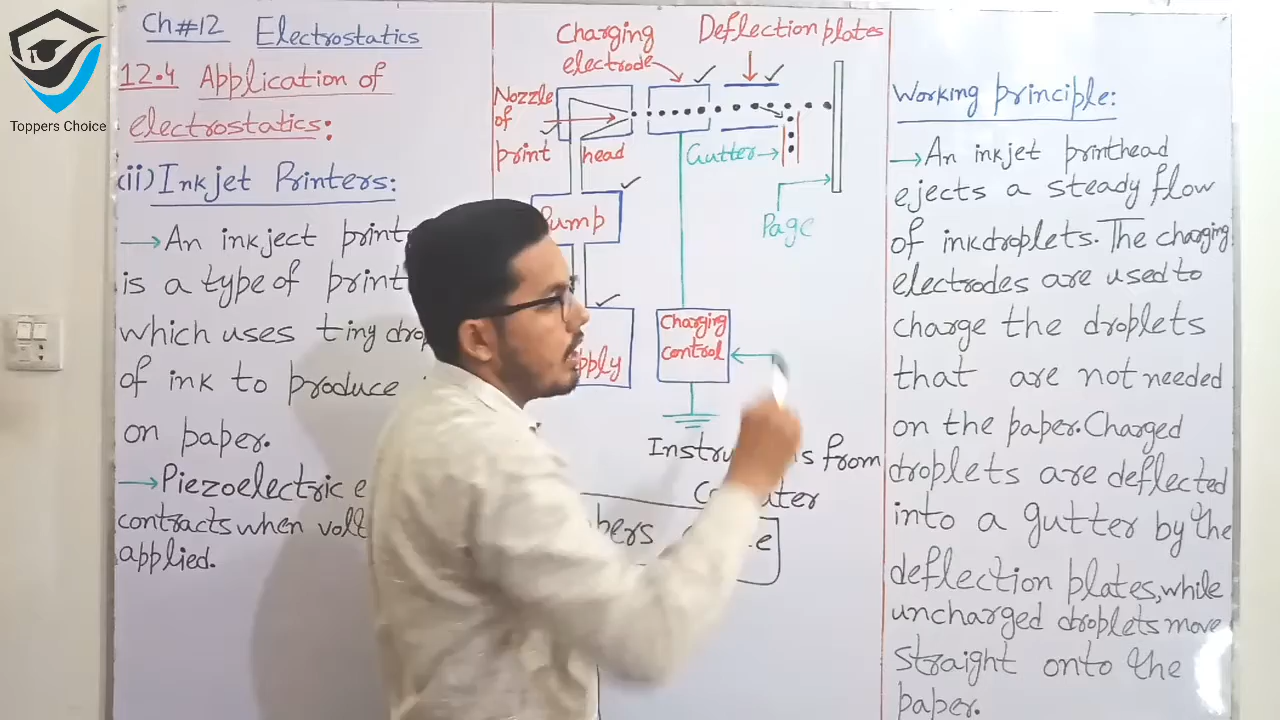 Toppers Choice
Ch#12 Electrostatics
12.4 Application of
electrostatics:
(ii) Inkjet Printers:
→An inkject print
is a type of print
which uses tiny drop
of ink to produce
on paper.
→Piezoelectric e
contracts when volt
applied.
Charging
electrode
Deflection plates
Nozzle
of
print head
Gutter→
Page
Pump
pply
Charging
control
Instru s from
Co uter
bers
Working principle:
→An inkjet printhead
ejects a steady flow
of inkdroplets. The charging
electrodes are used to
charge the droplets
that are not needed
on the paper. Charged
droplets are deflected
into a gutter by the
deflection plates, while
uncharged droplets move
straight onto the
paper.